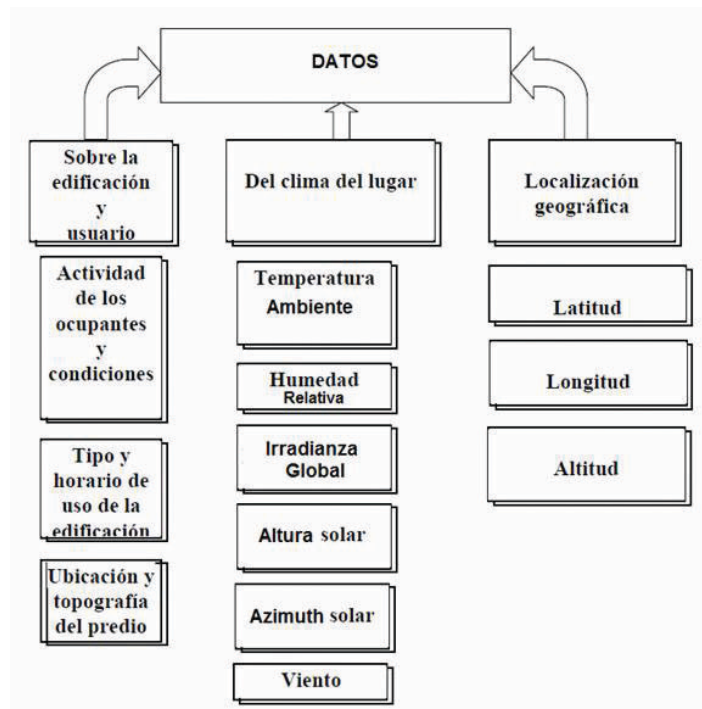 DATOS
Sobre la
edificación
y
usuario
Actividad
de los
ocupantes
y
condiciones
Tipo y
horario de
uso de la
edificación
Ubicación y
topografía
del predio
Del clima del lugar
Temperatura
Ambiente
Humedad
Relativa
Irradianza
Global
Altura solar
Azimuth solar
Viento
Localización
geográfica
Latitud
Longitud
Altitud